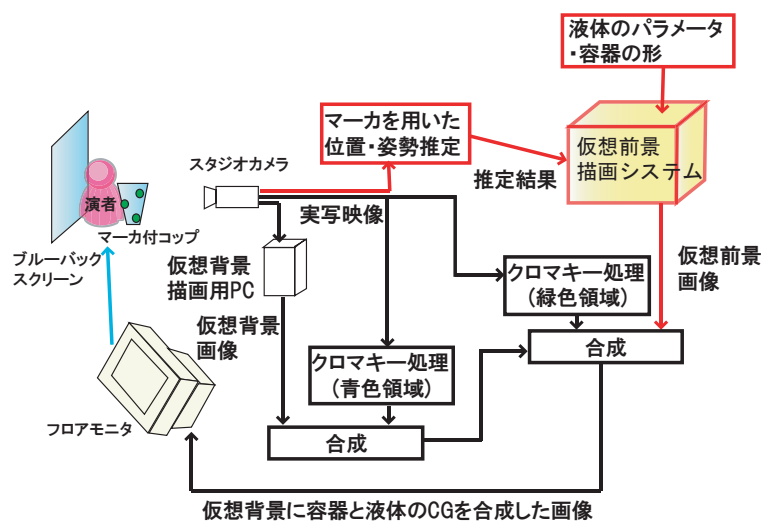 液体のパラメータ
・容器の形
マーカを用いた
位置・姿勢推定
仮想前景
描画システム
スタジオカメラ
推定結果
演者
実写映像
マーカ付コップ
ブルーバック
スクリーン
仮想背景
描画用PC
仮想前景
画像
クロマキー処理
(緑色領域)
仮想背景
画像
合成
クロマキー処理
(青色領域)
フロアモニタ
合成
仮想背景に容器と液体のCGを合成した画像